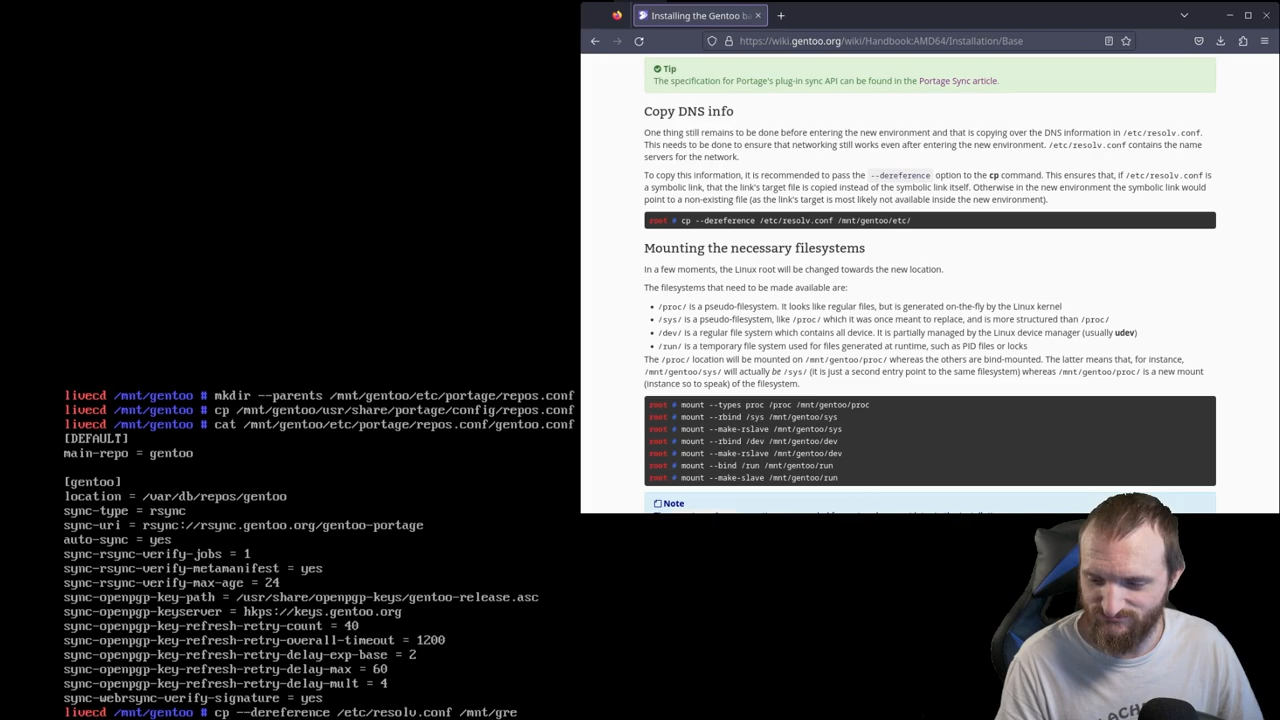 Installing the Gentoo ba
https://wiki.gentoo.org/wiki/Handbook:AMD64/Installation/Base
Tip
The specification for Portage's plug-in sync API can be found in the Portage Sync article.
Copy DNS info
One thing still remains to be done before entering the new environment and that is copying over the DNS information in /etc/resolv.conf.
This needs to be done to ensure that networking still works even after entering the new environment. /etc/resolv.conf contains the name
servers for the network.
To copy this information, it is recommended to pass the --dereference option to the cp command. This ensures that, if /etc/resolv.conf is
a symbolic link, that the link's target file is copied instead of the symbolic link itself. Otherwise in the new environment the symbolic link would
point to a non-existing file (as the link's target is most likely not available inside the new environment).
root # cp --dereference /etc/resolv.conf /mnt/gentoo/etc/
Mounting the necessary filesystems
In a few moments, the Linux root will be changed towards the new location.
The filesystems that need to be made available are:
• /proc/ is a pseudo-filesystem. It looks like regular files, but is generated on-the-fly by the Linux kernel
• /sys/ is a pseudo-filesystem, like /proc/ which it was once meant to replace, and is more structured than /proc/
• /dev/ is a regular file system which contains all device. It is partially managed by the Linux device manager (usually udev)
• /run/ is a temporary file system used for files generated at runtime, such as PID files or locks
The /proc/ location will be mounted on /mnt/gentoo/proc/ whereas the others are bind-mounted. The latter means that, for instance,
/mnt/gentoo/sys/ will actually be /sys/ (it is just a second entry point to the same filesystem) whereas /mnt/gentoo/proc/ is a new mount
(instance so to speak) of the filesystem.
root # mount --types proc /proc /mnt/gentoo/proc
root # mount --rbind /sys /mnt/gentoo/sys
root # mount --make-rslave /mnt/gentoo/sys
root # mount --rbind /dev /mnt/gentoo/dev
root # mount --make-rslave /mnt/gentoo/dev
root # mount --bind /run /mnt/gentoo/run
root # mount --make-slave /mnt/gentoo/run
Note
livecd /mnt/gentoo # mkdir --parents /mnt/gentoo/etc/portage/repos.conf
livecd /mnt/gentoo # cp /mnt/gentoo/usr/share/portage/config/repos.conf
livecd /mnt/gentoo # cat /mnt/gentoo/etc/portage/repos.conf/gentoo.conf
[DEFAULT]
main-repo = gentoo
[gentoo]
location = /var/db/repos/gentoo
sync-type = rsync
sync-uri = rsync://rsync.gentoo.org/gentoo-portage
auto-sync = yes
sync-rsync-verify-jobs = 1
sync-rsync-verify-metamanifest = yes
sync-rsync-verify-max-age = 24
sync-openpgp-key-path = /usr/share/openpgp-keys/gentoo-release.asc
sync-openpgp-keyserver = hkps://keys.gentoo.org
sync-openpgp-key-refresh-retry-count = 40
sync-openpgp-key-refresh-retry-overall-timeout = 1200
sync-openpgp-key-refresh-retry-delay-exp-base = 2
sync-openpgp-key-refresh-retry-delay-max = 60
sync-openpgp-key-refresh-retry-delay-mult = 4
sync-webrsync-verify-signature = yes
livecd /mnt/gentoo # cp --dereference /etc/resolv.conf /mnt/gre